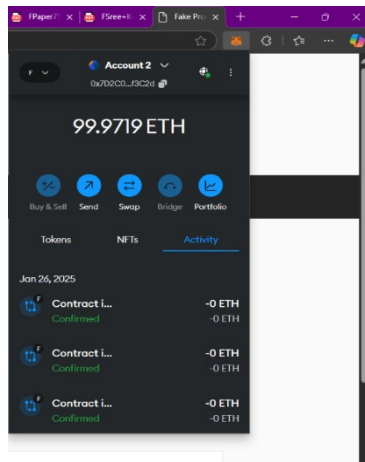 FPaper7
FSree+K
Fake Pro
F
Account 2
0x7D2C0...f3C2d
99.9719 ETH
Buy & Sell Send Swap Bridge Portfolio
Tokens NFTs Activity
Jan 26, 2025
F
Contract i... -0 ETH
Confirmed -0 ETH
F
Contract i... -0 ETH
Confirmed -0 ETH
F
Contract i... -0 ETH
Confirmed -0 ETH